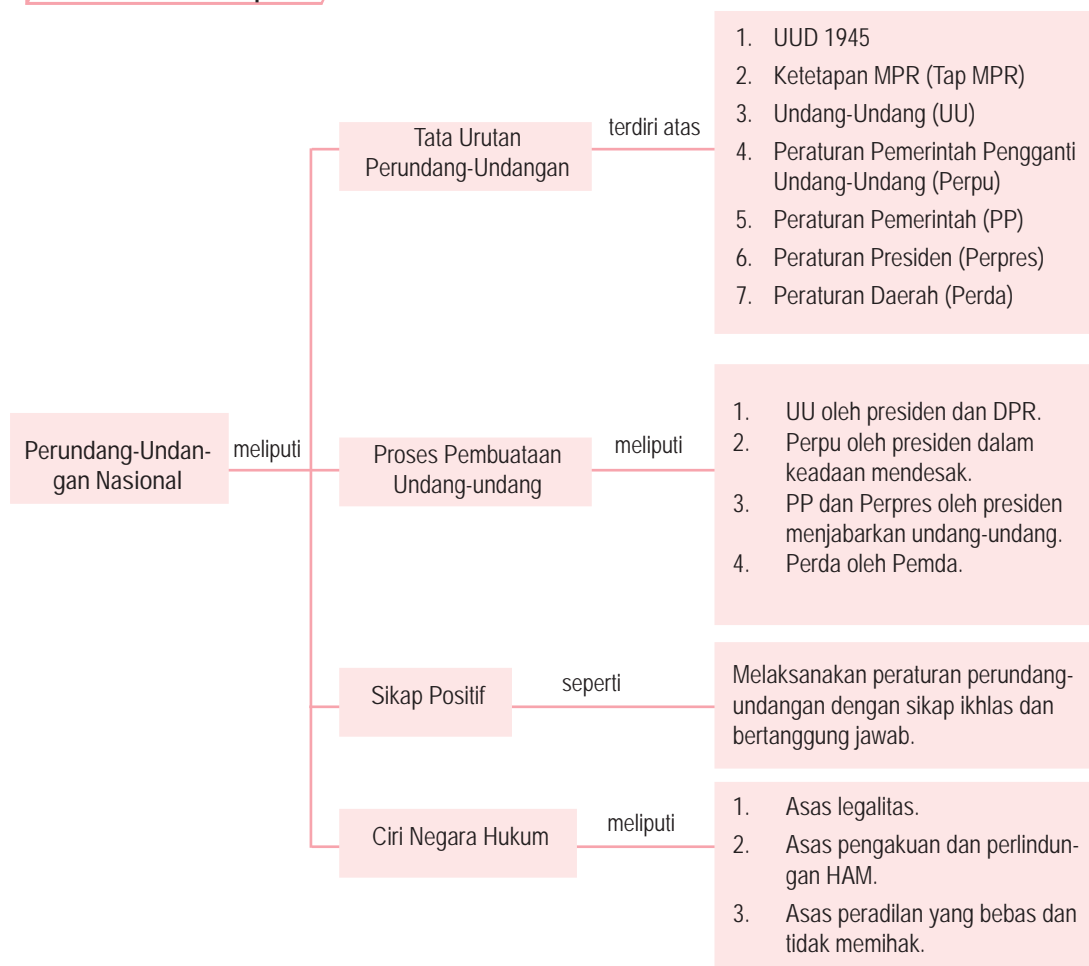 1. UUD 1945
2. Ketetapan MPR (Tap MPR)
3. Undang-Undang (UU)
4. Peraturan Pemerintah Pengganti
Undang-Undang (Perpu)
5. Peraturan Pemerintah (PP)
6. Peraturan Presiden (Perpres)
7. Peraturan Daerah (Perda)
terdiri atas
Tata Urutan
Perundang-Undangan
Perundang-Undan-
gan Nasional
meliputi
Proses Pembuataan
Undang-undang
meliputi
1. UU oleh presiden dan DPR.
2. Perpu oleh presiden dalam
keadaan mendesak.
3. PP dan Perpres oleh presiden
menjabarkan undang-undang.
4. Perda oleh Pemda.
Sikap Positif
seperti
Melaksanakan peraturan perundang-
undangan dengan sikap ikhlas dan
bertanggung jawab.
Ciri Negara Hukum
meliputi
1. Asas legalitas.
2. Asas pengakuan dan perlindun-
gan HAM.
3. Asas peradilan yang bebas dan
tidak memihak.